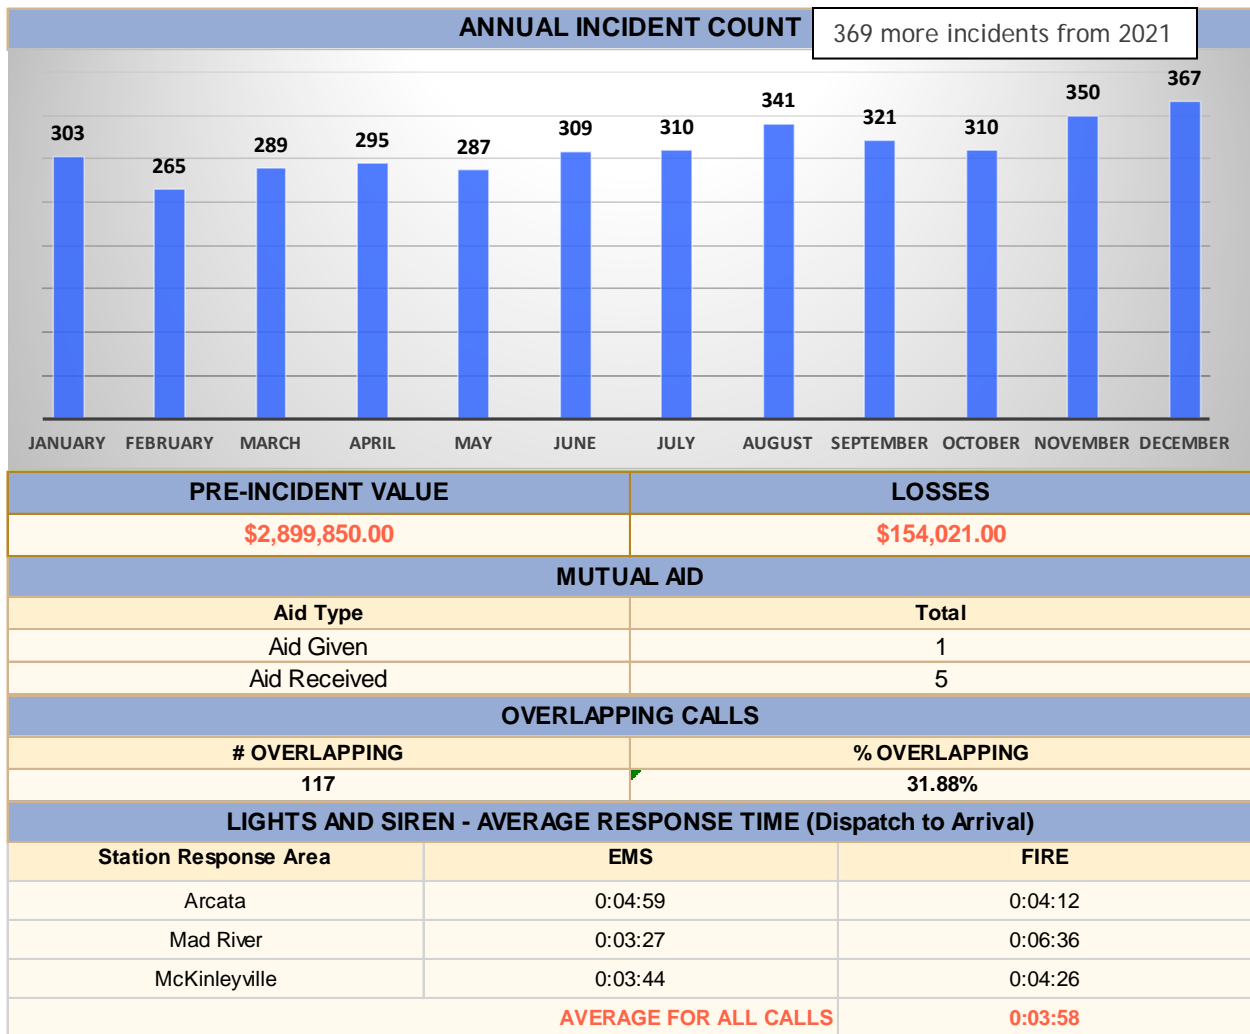 ANNUAL INCIDENT COUNT
369 more incidents from 2021
303 265 289 295 287 309 310 341 321 310 350 367
JANUARY FEBRUARY MARCH APRIL MAY JUNE JULY AUGUST SEPTEMBER OCTOBER NOVEMBER DECEMBER
PRE-INCIDENT VALUE LOSSES
$2,899,850.00 $154,021.00
MUTUAL AID
Aid Type Total
Aid Given 1
Aid Received 5
OVERLAPPING CALLS
# OVERLAPPING % OVERLAPPING
117 31.88%
LIGHTS AND SIREN - AVERAGE RESPONSE TIME (Dispatch to Arrival)
Station Response Area EMS FIRE
Arcata 0:04:59 0:04:12
Mad River 0:03:27 0:06:36
McKinleyville 0:03:44 0:04:26
AVERAGE FOR ALL CALLS 0:03:58